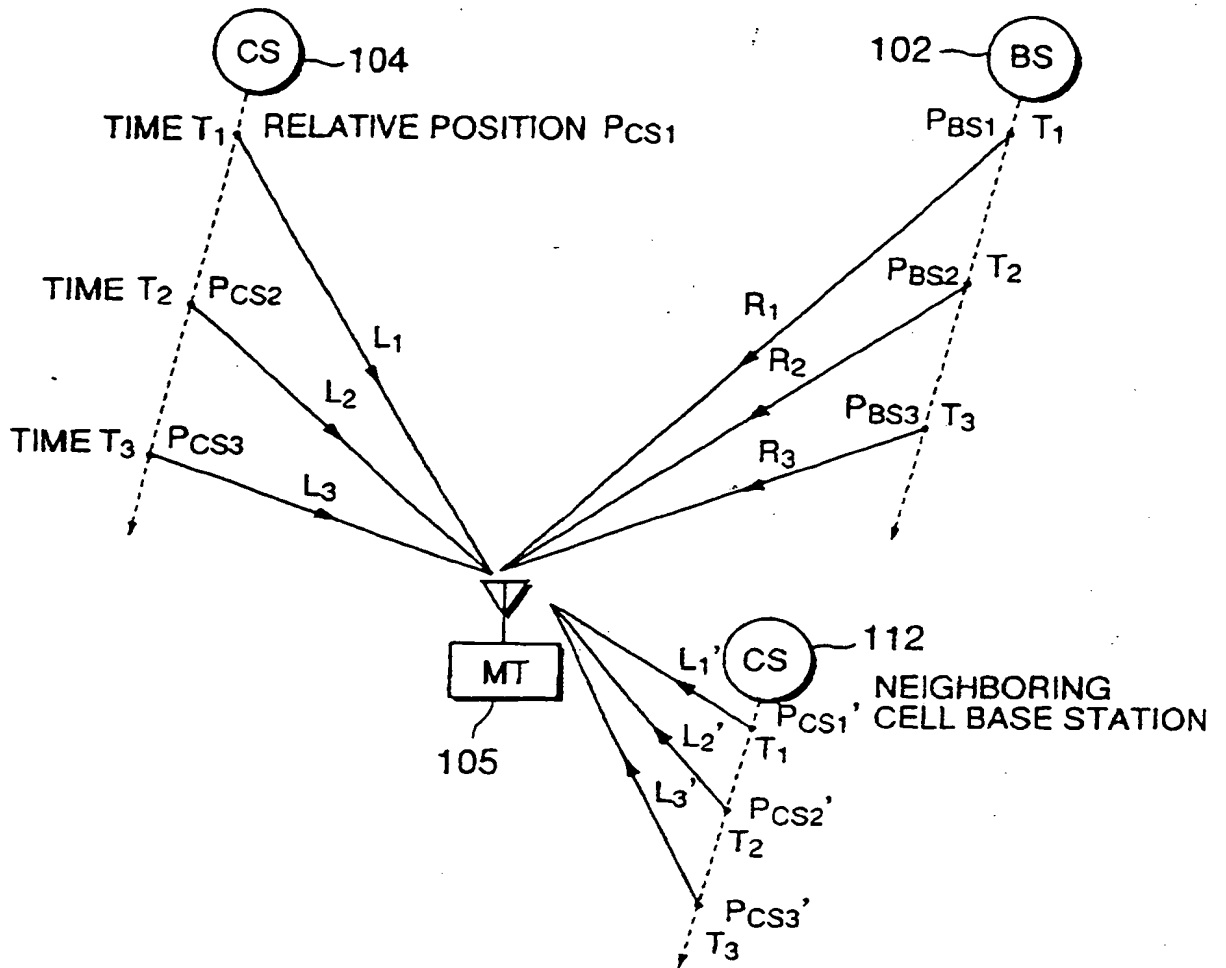 CS
104
TIME T1
RELATIVE POSITION PCS1
102
BS
PBS1
T1
TIME T2
PCS2
L1
L2
TIME T3
PCS3
L3
PBS2
T2
R1
R2
PBS3
T3
R3
MT
105
CS
112
NEIGHBORING
CELL BASE STATION
L1'
PCS1'
T1
L2'
L3'
PCS2'
T2
PCS3'
T3